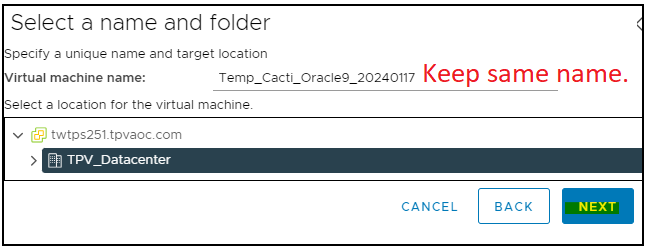 Select a name and folder
Specify a unique name and target location
Virtual machine name: Temp_Cacti_Oracle9_20240117 Keep same name.
Select a location for the virtual machine.
twtps251.tpvaoc.com
TPV_Datacenter
CANCEL BACK NEXT